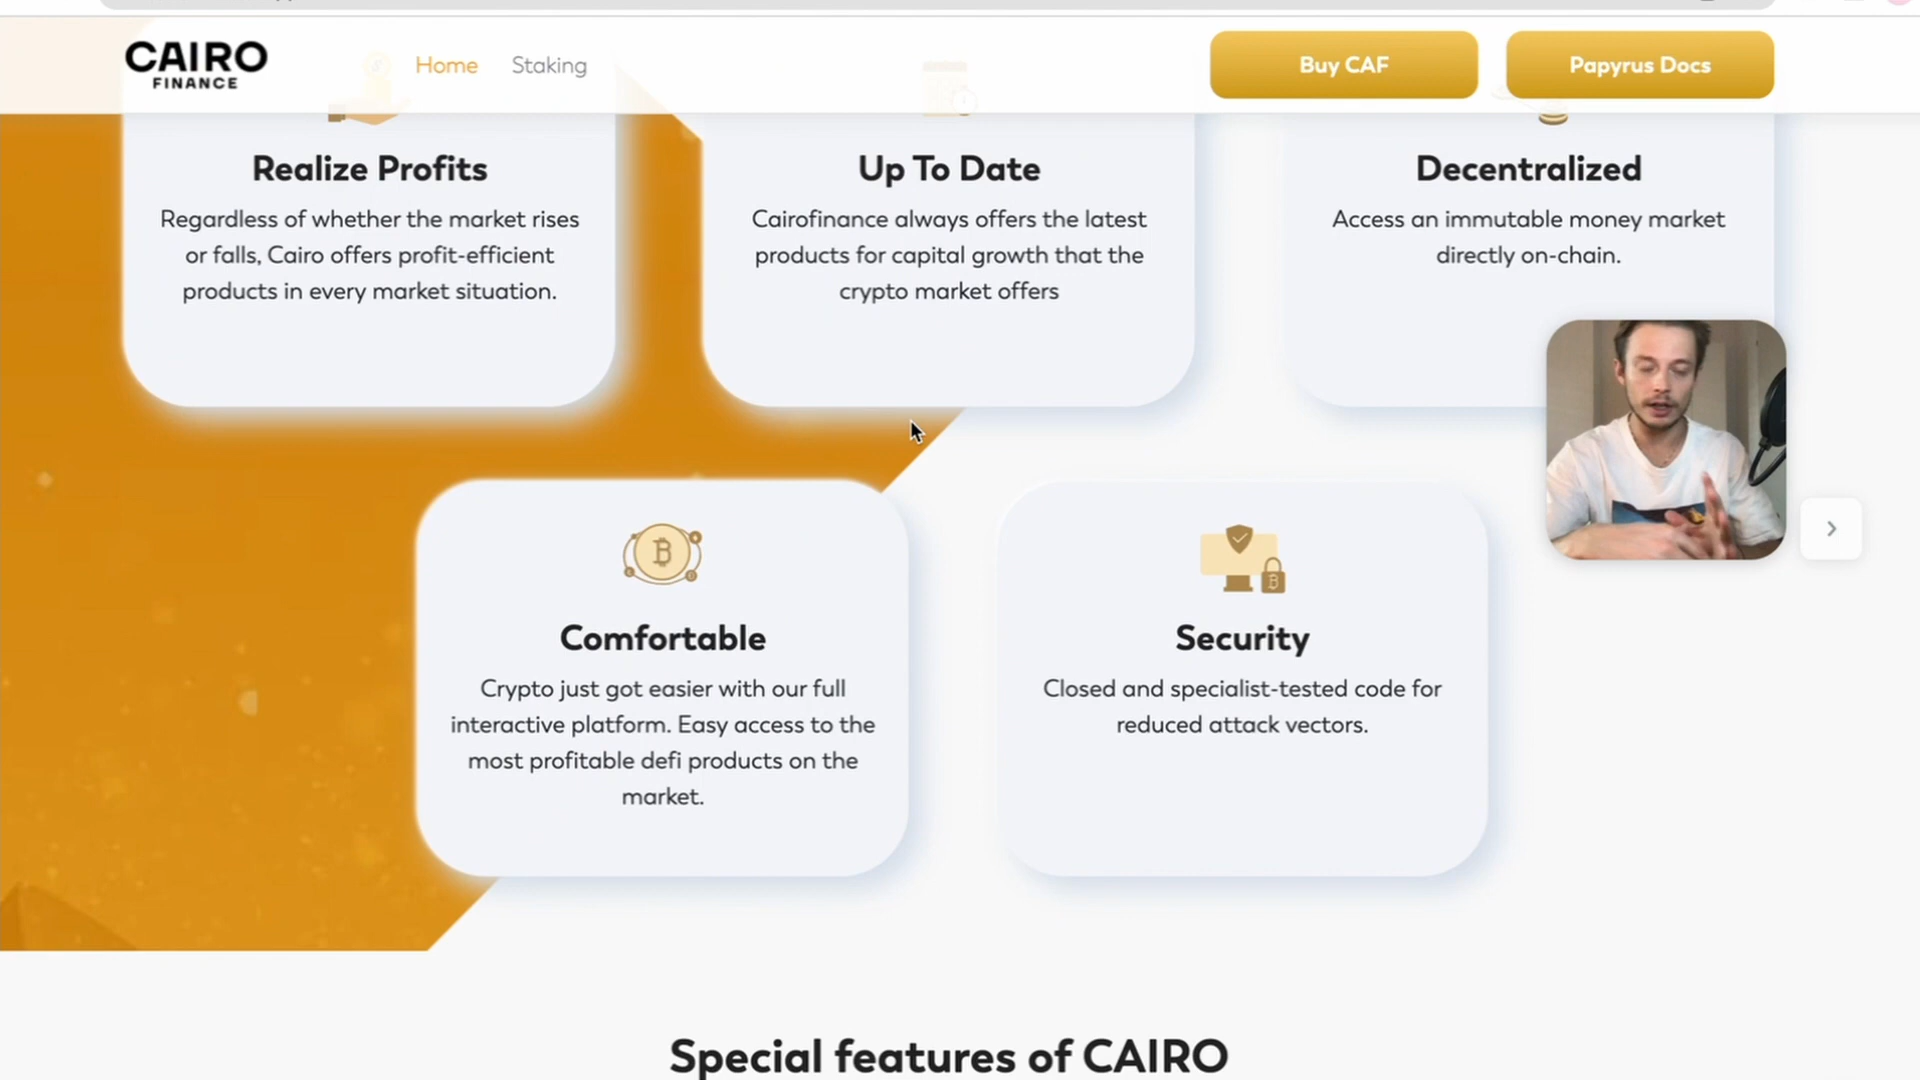 CAIRO
FINANCE
Home
Staking
Buy CAF
Papyrus Docs
Realize Profits
Regardless of whether the market rises
or falls, Cairo offers profit-efficient
products in every market situation.
Up To Date
Cairofinance always offers the latest
products for capital growth that the
crypto market offers
Decentralized
Access an immutable money market
directly on-chain.
Comfortable
Crypto just got easier with our full
interactive platform. Easy access to the
most profitable defi products on the
market.
Security
Closed and specialist-tested code for
reduced attack vectors.
Special features of CAIRO